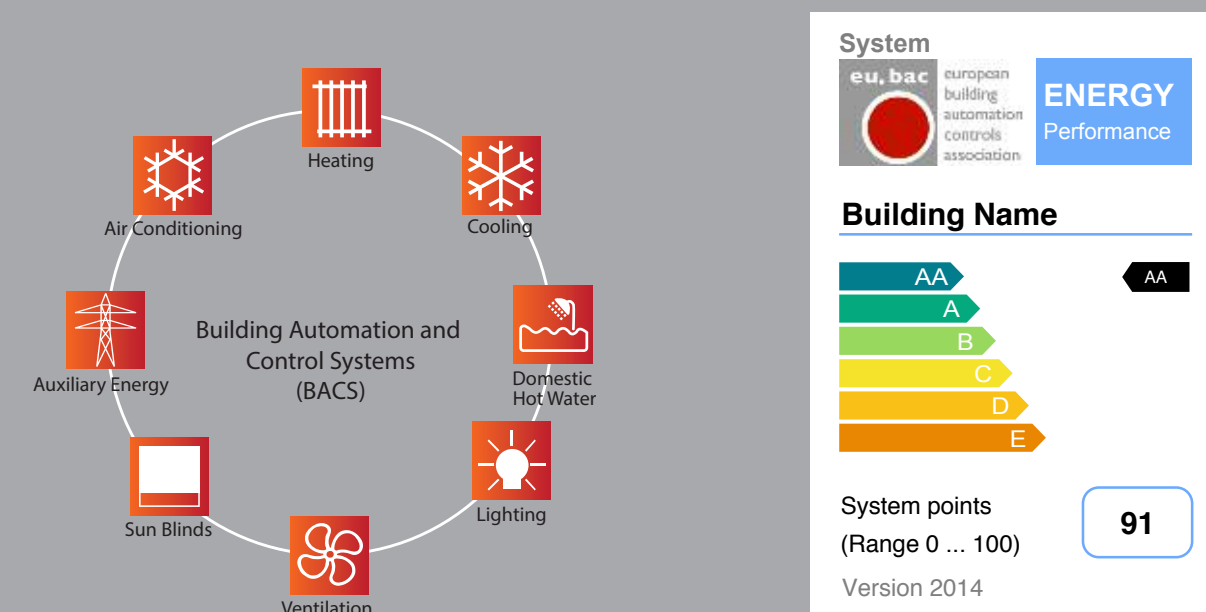 Heating
Cooling
Domestic
Hot Water
Lighting
Ventilation
Sun Blinds
Auxiliary Energy
Air Conditioning
Building Automation and
Control Systems
(BACS)
System
eu.bac
european
building
automation
controls
association
ENERGY
Performance
Building Name
AA
AA
A
B
C
D
E
System points
(Range 0 ... 100)
91
Version 2014